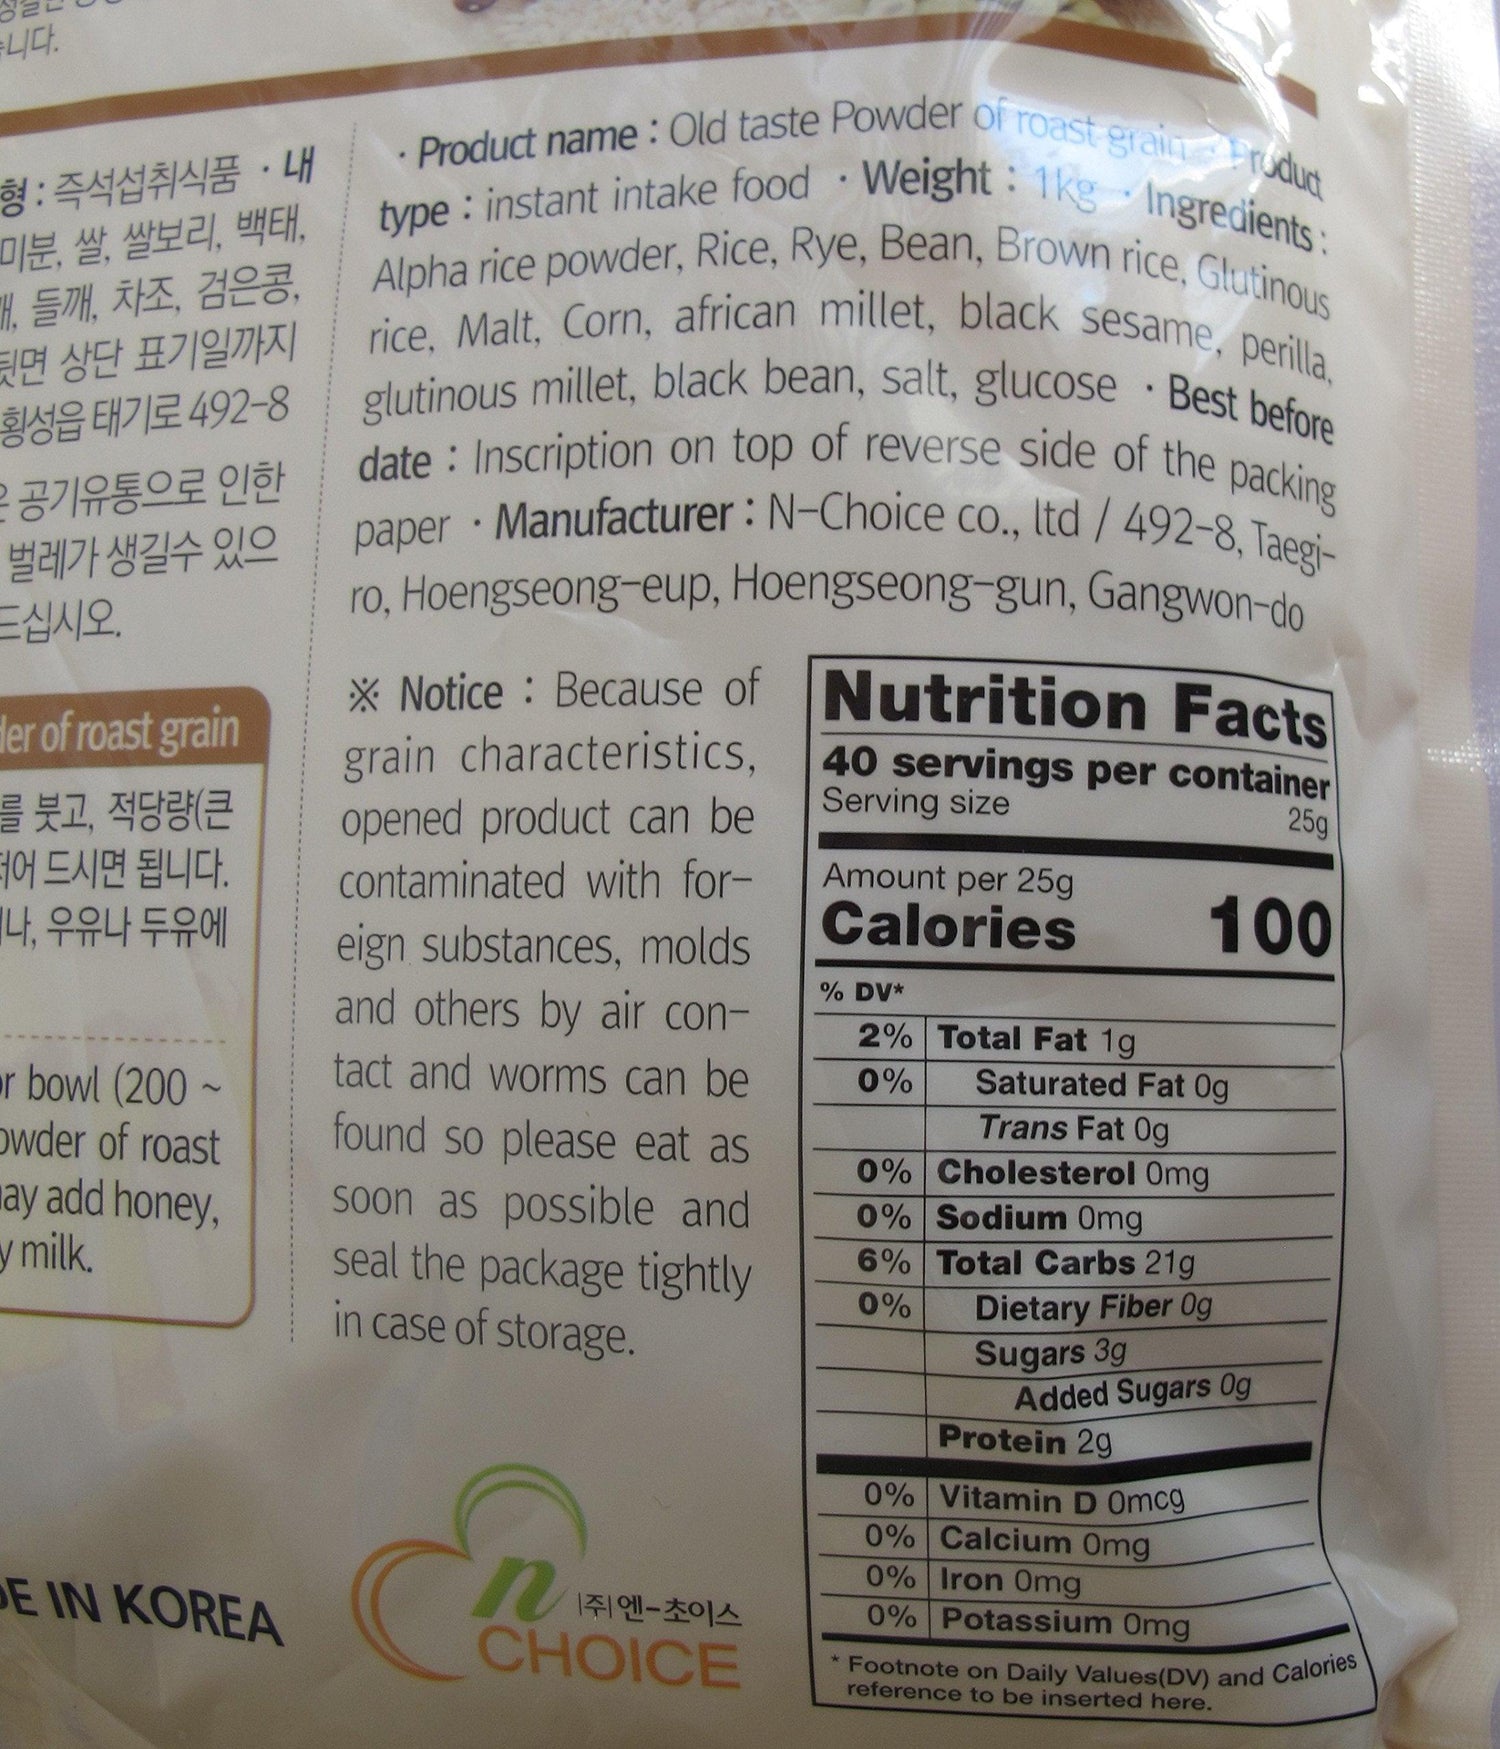 습니다.
형 : 즉석섭취식품 · 내
미분, 쌀, 쌀보리, 백태,
깨, 들깨, 차조, 검은콩,
뒷면 상단 표기일까지
횡성읍 태기로 492-8
은 공기유통으로 인한
벌레가 생길수 있으
드십시오.
der of roast grain
를 붓고, 적당량(큰
저어 드시면 됩니다.
나, 우유나 두유에
or bowl (200 ~
owder of roast
may add honey,
y milk.
DE IN KOREA
· Product name : Old taste Powder of roast grain · Product
type : instant intake food · Weight : 1kg · Ingredients :
Alpha rice powder, Rice, Rye, Bean, Brown rice, Glutinous
rice, Malt, Corn, african millet, black sesame, perilla,
glutinous millet, black bean, salt, glucose · Best before
date : Inscription on top of reverse side of the packing
paper · Manufacturer : N-Choice co., ltd / 492-8, Taegi-
ro, Hoengseong-eup, Hoengseong-gun, Gangwon-do
※ Notice : Because of
grain characteristics,
opened product can be
contaminated with for-
eign substances, molds
and others by air con-
tact and worms can be
found so please eat as
soon as possible and
seal the package tightly
in case of storage.
n |주|엔-초이스
CHOICE
Nutrition Facts
40 servings per container
Serving size 25g
Amount per 25g
Calories 100
% DV*
2% Total Fat 1g
0% Saturated Fat 0g
Trans Fat 0g
0% Cholesterol 0mg
0% Sodium 0mg
6% Total Carbs 21g
0% Dietary Fiber 0g
Sugars 3g
Added Sugars 0g
Protein 2g
0% Vitamin D 0mcg
0% Calcium 0mg
0% Iron 0mg
0% Potassium 0mg
* Footnote on Daily Values(DV) and Calories
reference to be inserted here.